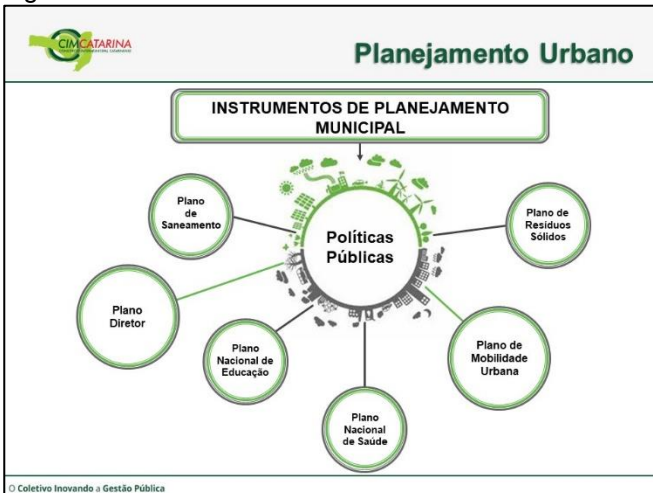 CIMCATARINA
Planejamento Urbano
INSTRUMENTOS DE PLANEJAMENTO
MUNICIPAL
Plano
de
Saneamento
Políticas
Públicas
Plano de
Resíduos
Sólidos
Plano
Diretor
Plano
Nacional de
Educação
Plano de
Mobilidade
Urbana
Plano
Nacional
de Saúde
O Coletivo Inovando a Gestão Pública